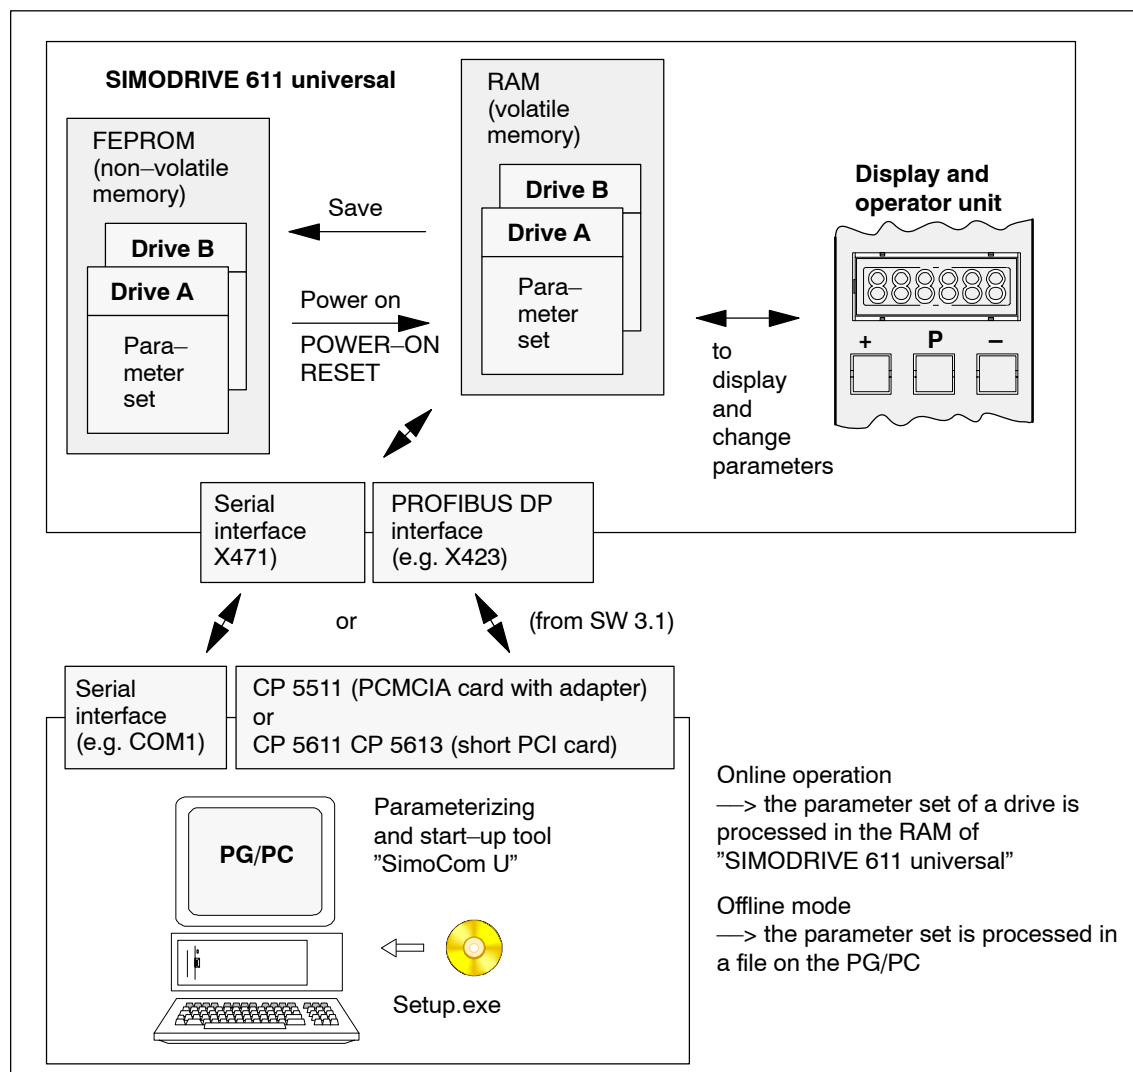 SIMODRIVE 611 universal
FEPROM
(non–volatile
memory)
Drive B
Drive A
Para–
meter
set
Save
Power on
POWER–ON
RESET
RAM
(volatile
memory)
Drive B
Drive A
Para–
meter
set
to
display
and
change
parameters
Display and
operator unit
+ P –
Serial
interface
X471)
PROFIBUS DP
interface
(e.g. X423)
or
(from SW 3.1)
Serial
interface
(e.g. COM1)
CP 5511 (PCMCIA card with adapter)
or
CP 5611 CP 5613 (short PCI card)
PG/PC
Parameterizing
and start–up tool
”SimoCom U”
Setup.exe
Online operation
––> the parameter set of a drive is
processed in the RAM of
”SIMODRIVE 611 universal”
Offline mode
––> the parameter set is processed in
a file on the PG/PC